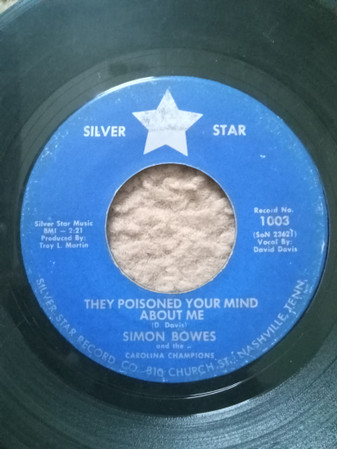 SILVER STAR
Silver Star Music
BMI - 2:21
Produced By:
Troy L. Martin
Record No.
1003
(SoN 23621)
Vocal By:
David Davis
THEY POISONED YOUR MIND
ABOUT ME
(D. Davis)
SIMON BOWES
and the
CAROLINA CHAMPIONS
SILVER STAR RECORD CO. 810 CHURCH ST. NASHVILLE, TENN.